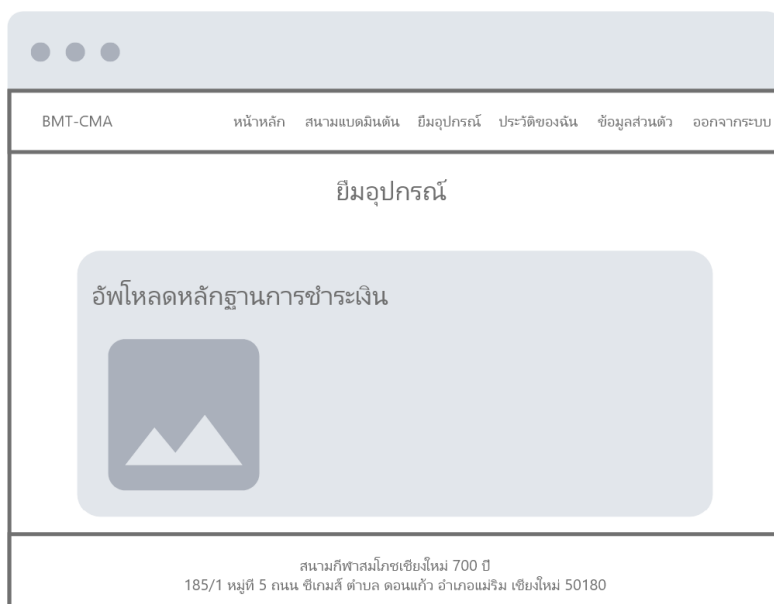 BMT-CMA หน้าหลัก สนามแบดมินตัน ยืมอุปกรณ์ ประวัติของฉัน ข้อมูลส่วนตัว ออกจากระบบ
ยืมอุปกรณ์
อัพโหลดหลักฐานการชำระเงิน
สนามกีฬาสมโภชเชียงใหม่ 700 ปี
185/1 หมู่ที่ 5 ถนน ซีเกมส์ ตำบล ดอนแก้ว อำเภอแม่ริม เชียงใหม่ 50180